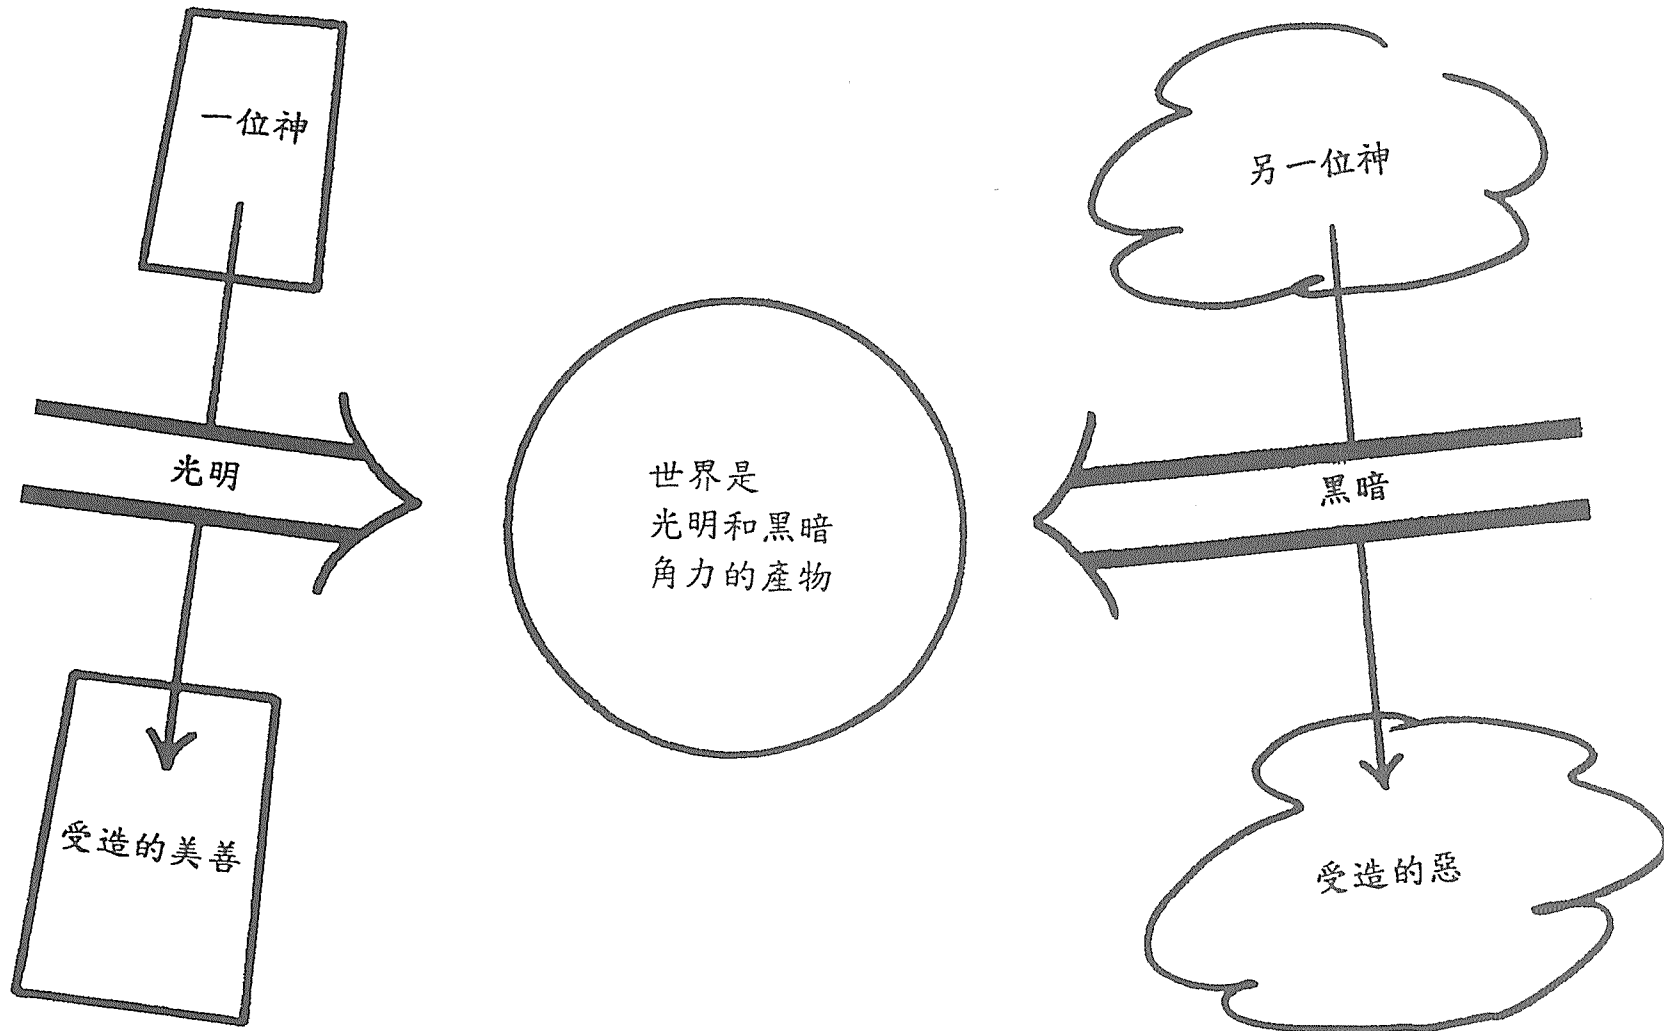 一位神
另一位神
光明
世界是
光明和黑暗
角力的產物
黑暗
受造的美善
受造的惡